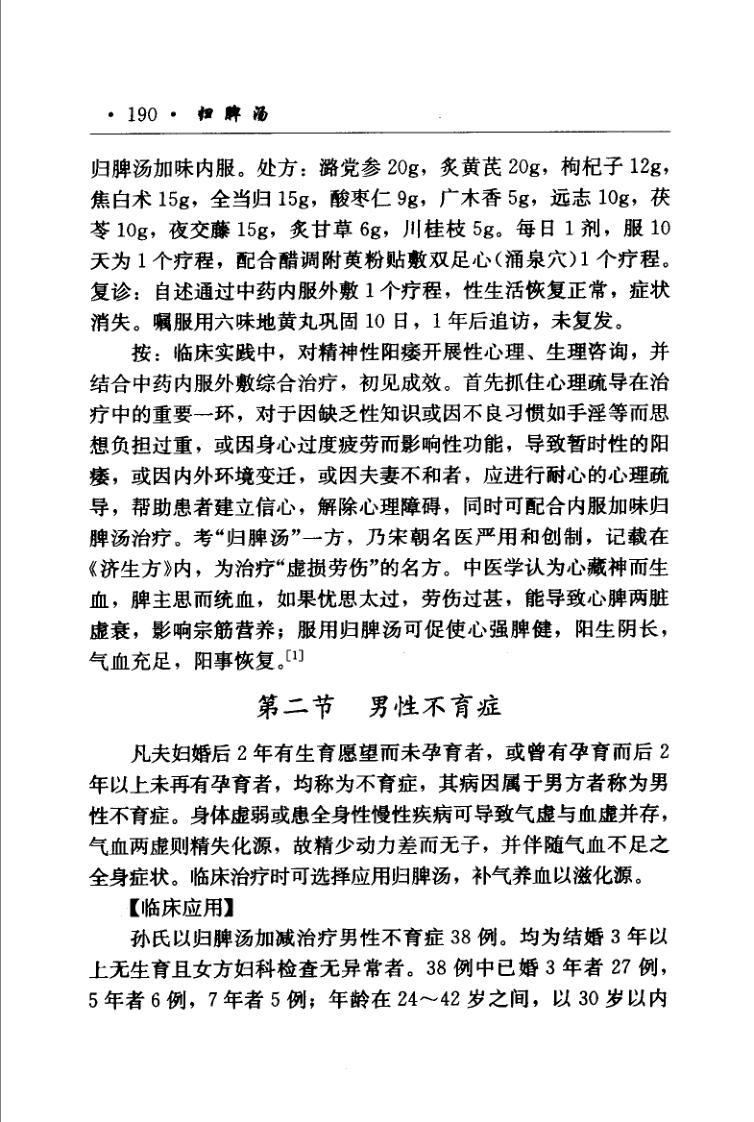 · 190 · 归脾汤
归脾汤加味内服。处方：潞党参 20g，炙黄芪 20g，枸杞子 12g，
焦白术 15g，全当归 15g，酸枣仁 9g，广木香 5g，远志 10g，茯
苓 10g，夜交藤 15g，炙甘草 6g，川桂枝 5g。每日 1 剂，服 10
天为 1 个疗程，配合醋调附萸粉贴敷双足心(涌泉穴)1 个疗程。
复诊：自述通过中药内服外敷 1 个疗程，性生活恢复正常，症状
消失。嘱服用六味地黄丸巩固 10 日，1 年后追访，未复发。
按：临床实践中，对精神性阳痿开展性心理、生理咨询，并
结合中药内服外敷综合治疗，初见成效。首先抓住心理疏导在治
疗中的重要一环，对于因缺乏性知识或因不良习惯如手淫等而思
想负担过重，或因身心过度疲劳而影响性功能，导致暂时性的阳
痿，或因内外环境变迁，或因夫妻不和者，应进行耐心的心理疏
导，帮助患者建立信心，解除心理障碍，同时可配合内服加味归
脾汤治疗。考“归脾汤”一方，乃宋朝名医严用和创制，记载在
《济生方》内，为治疗“虚损劳伤”的名方。中医学认为心藏神而生
血，脾主思而统血，如果忧思太过，劳伤过甚，能导致心脾两脏
虚衰，影响宗筋营养；服用归脾汤可促使心强脾健，阳生阴长，
气血充足，阳事恢复。[1]
第二节 男性不育症
凡夫妇婚后 2 年有生育愿望而未孕育者，或曾有孕育而后 2
年以上未再有孕育者，均称为不育症，其病因属于男方者称为男
性不育症。身体虚弱或患全身性慢性疾病可导致气虚与血虚并存，
气血两虚则精失化源，故精少动力差而无子，并伴随气血不足之
全身症状。临床治疗时可选择应用归脾汤，补气养血以滋化源。
【临床应用】
孙氏以归脾汤加减治疗男性不育症 38 例。均为结婚 3 年以
上无生育且女方妇科检查无异常者。38 例中已婚 3 年者 27 例，
5 年者 6 例，7 年者 5 例；年龄在 24～42 岁之间，以 30 岁以内